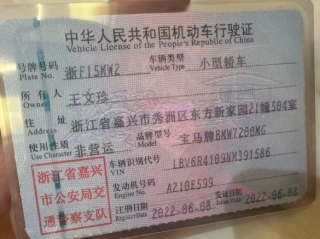 中华人民共和国机动车行驶证
Vehicle License of the People's Republic of China
号牌号码 浙F15MW2 车辆类型 小型轿车
Plate No. Vehicle Type
所有人 王文珍
Owner
住址 浙江省嘉兴市秀洲区东方新家园21幢504室
Address
使用性质 非营运 品牌型号 宝马牌BMW7200MG
Use Character Model
浙江省嘉兴 车辆识别代号 LBV6R4109NMX91586
VIN
市公安局交 发动机号码 A210E599
Engine No.
通警察支队 注册日期 2022-06-08 发证日期 2022-06-08
Register Date Issue Date